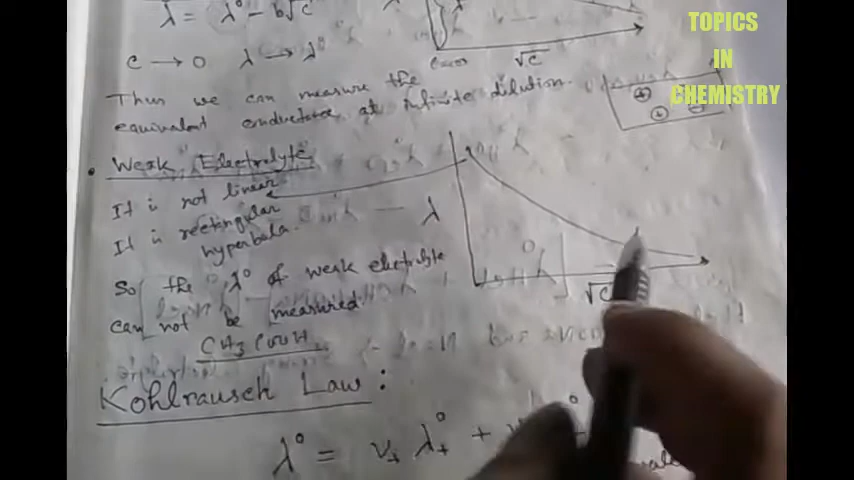 TOPICS
IN
CHEMISTRY
λ = λ° − b√c
c → 0 λ → λ°
√c
Thus we can measure the
equivalent conductance at infinite dilution.
Weak Electrolyte
It is not linear
It is rectangular
hyperbola.
λ
√c
So the λ° of weak electrolyte
can not be measured
CH3COOH
Kohlrausch Law :
λ° = ν+ λ+° +